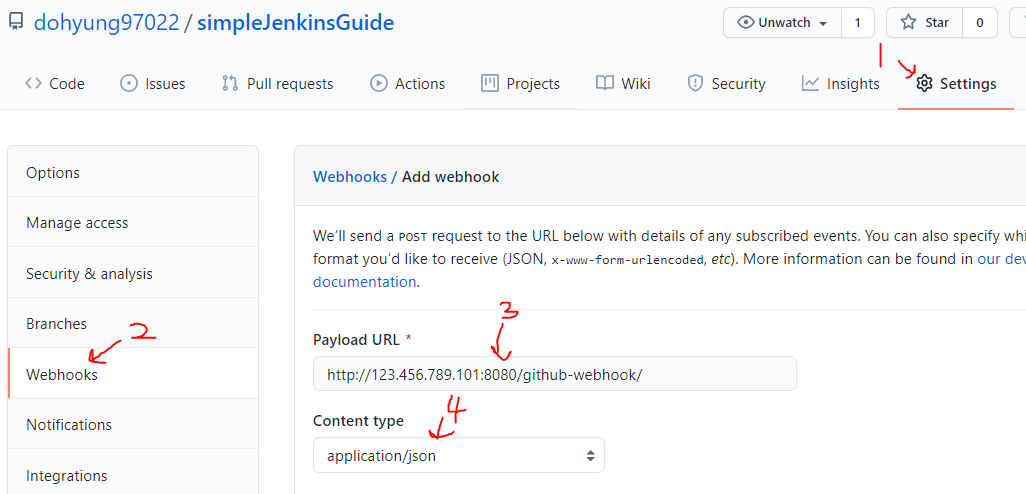 dohyung97022 / simpleJenkinsGuide
Unwatch 1 Star 0
1
Code Issues Pull requests Actions Projects Wiki Security Insights Settings
Options
Manage access
Security & analysis
Branches
2
Webhooks
Notifications
Integrations
Webhooks / Add webhook
We'll send a POST request to the URL below with details of any subscribed events. You can also specify
format you'd like to receive (JSON, x-www-form-urlencoded, etc). More information can be found in our
documentation.
3
Payload URL *
http://123.456.789.101:8080/github-webhook/
4
Content type
application/json